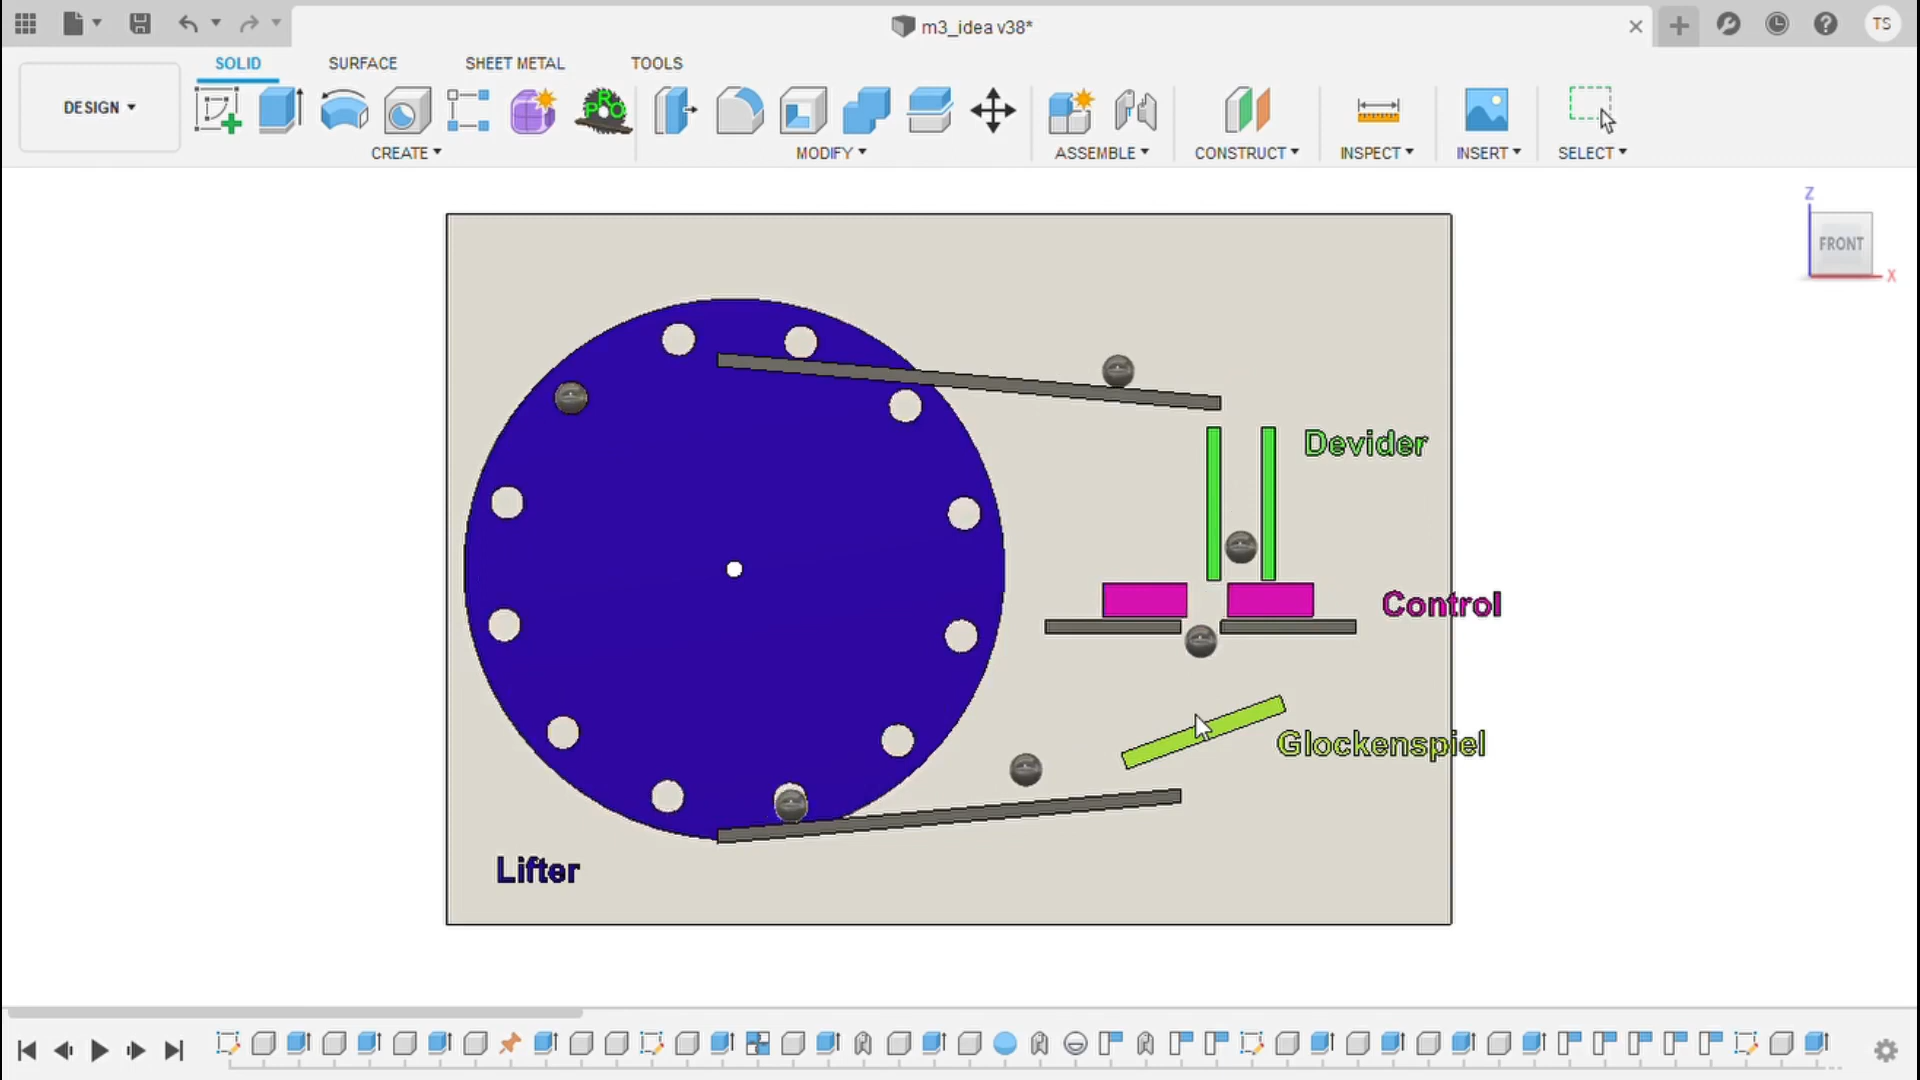 m3_idea v38*
TS
SOLID
SURFACE
SHEET METAL
TOOLS
DESIGN
PRO
CREATE
MODIFY
ASSEMBLE
CONSTRUCT
INSPECT
INSERT
SELECT
Z
FRONT
X
Devider
Control
Glockenspiel
Lifter